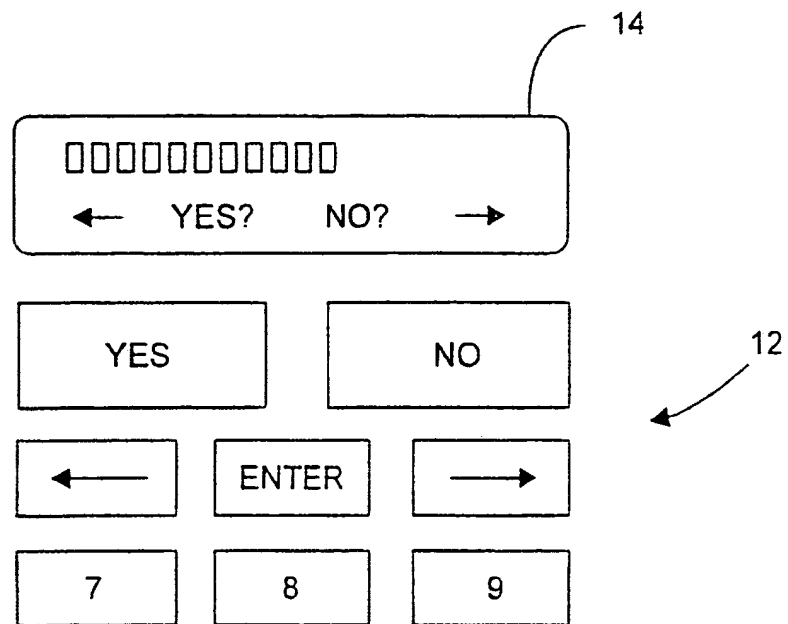 14
▯▯▯▯▯▯▯▯▯▯▯
← YES? NO? →
YES NO
12
← ENTER →
7 8 9